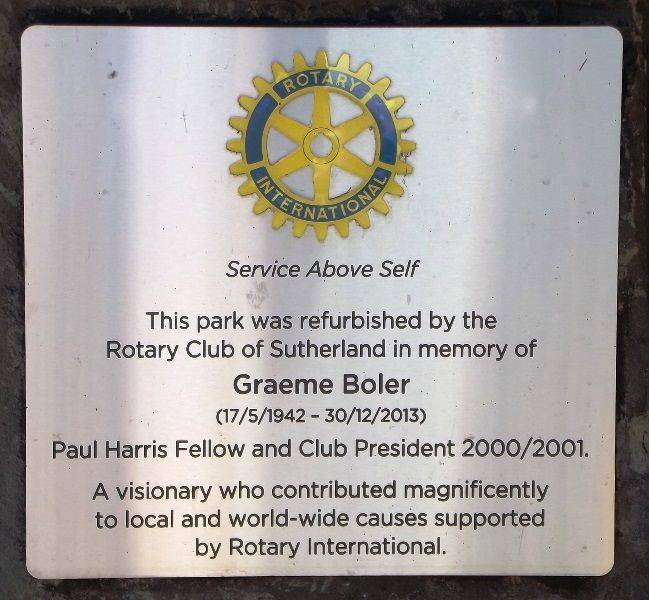 ROTARY
INTERNATIONAL
Service Above Self
This park was refurbished by the
Rotary Club of Sutherland in memory of
Graeme Boler
(17/5/1942 - 30/12/2013)
Paul Harris Fellow and Club President 2000/2001.
A visionary who contributed magnificently
to local and world-wide causes supported
by Rotary International.